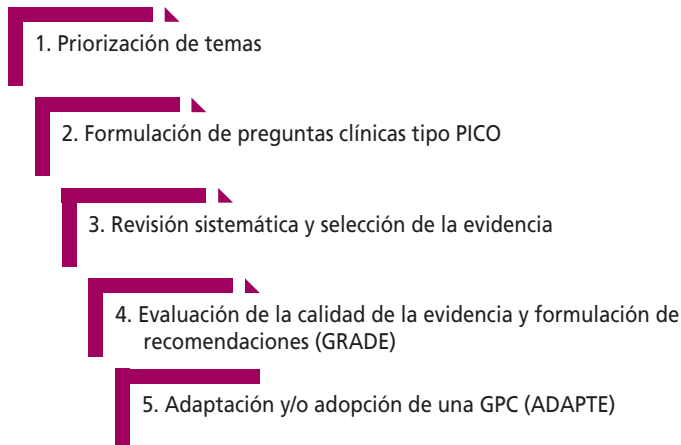 1. Priorización de temas
2. Formulación de preguntas clínicas tipo PICO
3. Revisión sistemática y selección de la evidencia
4. Evaluación de la calidad de la evidencia y formulación de
recomendaciones (GRADE)
5. Adaptación y/o adopción de una GPC (ADAPTE)